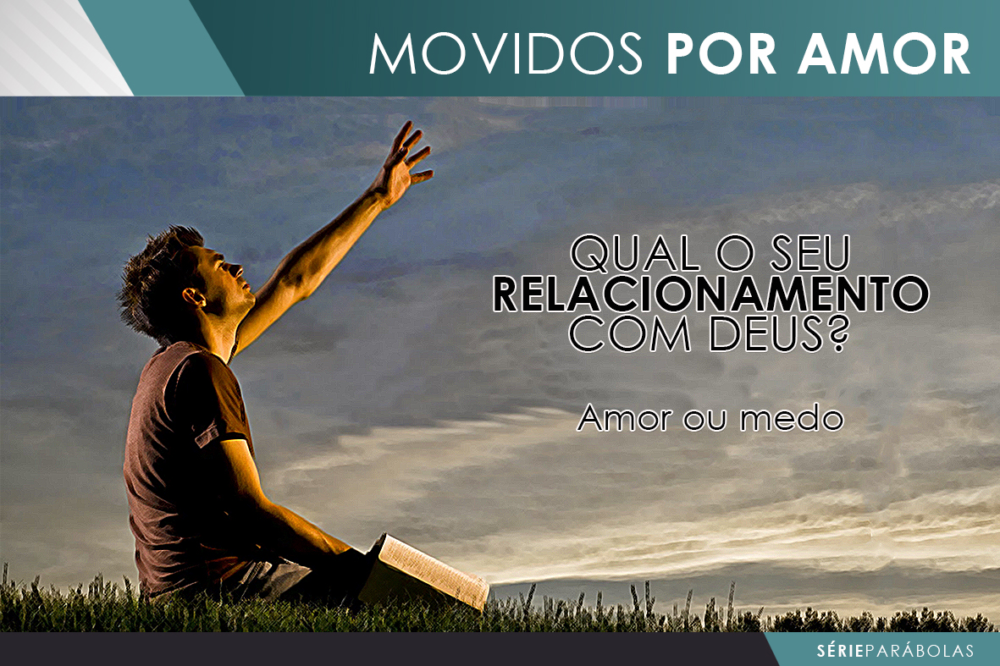 MOVIDOS POR AMOR
QUAL O SEU
RELACIONAMENTO
COM DEUS?
Amor ou medo
SÉRIEPARÁBOLAS